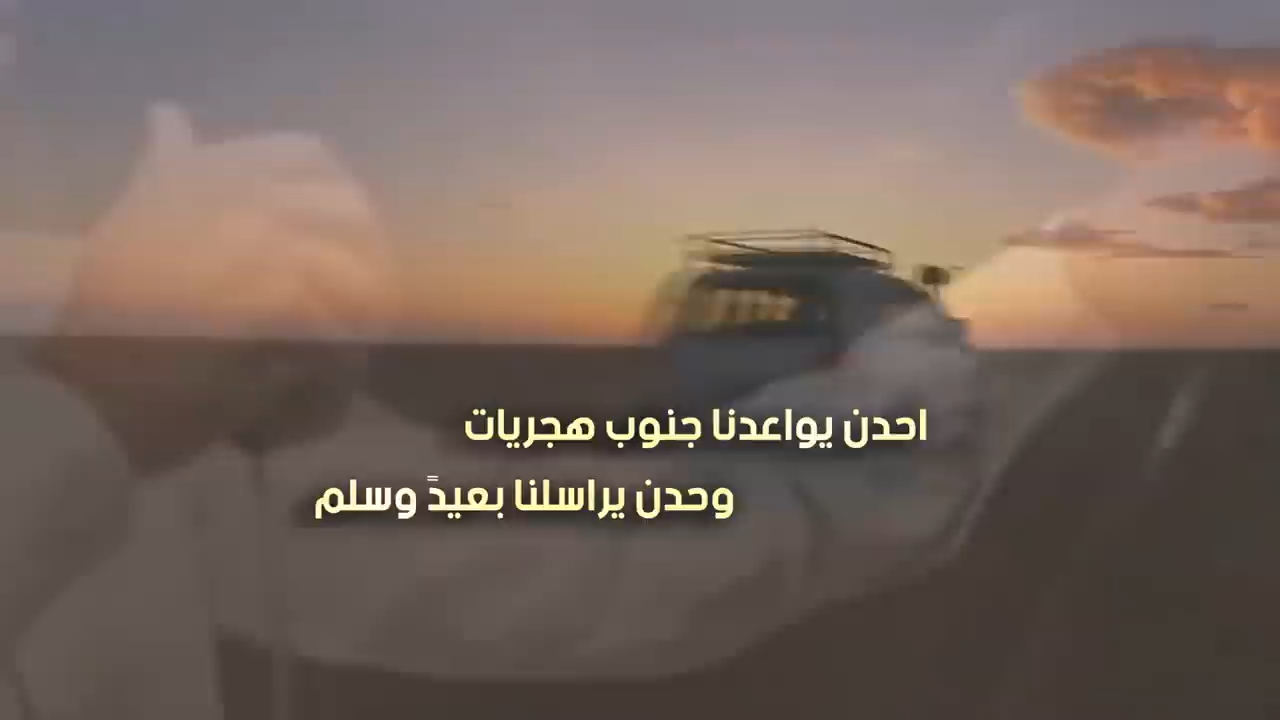 احدن يواعدنا جنوب هجريات
وحدن يراسلنا بعيدً وسلم